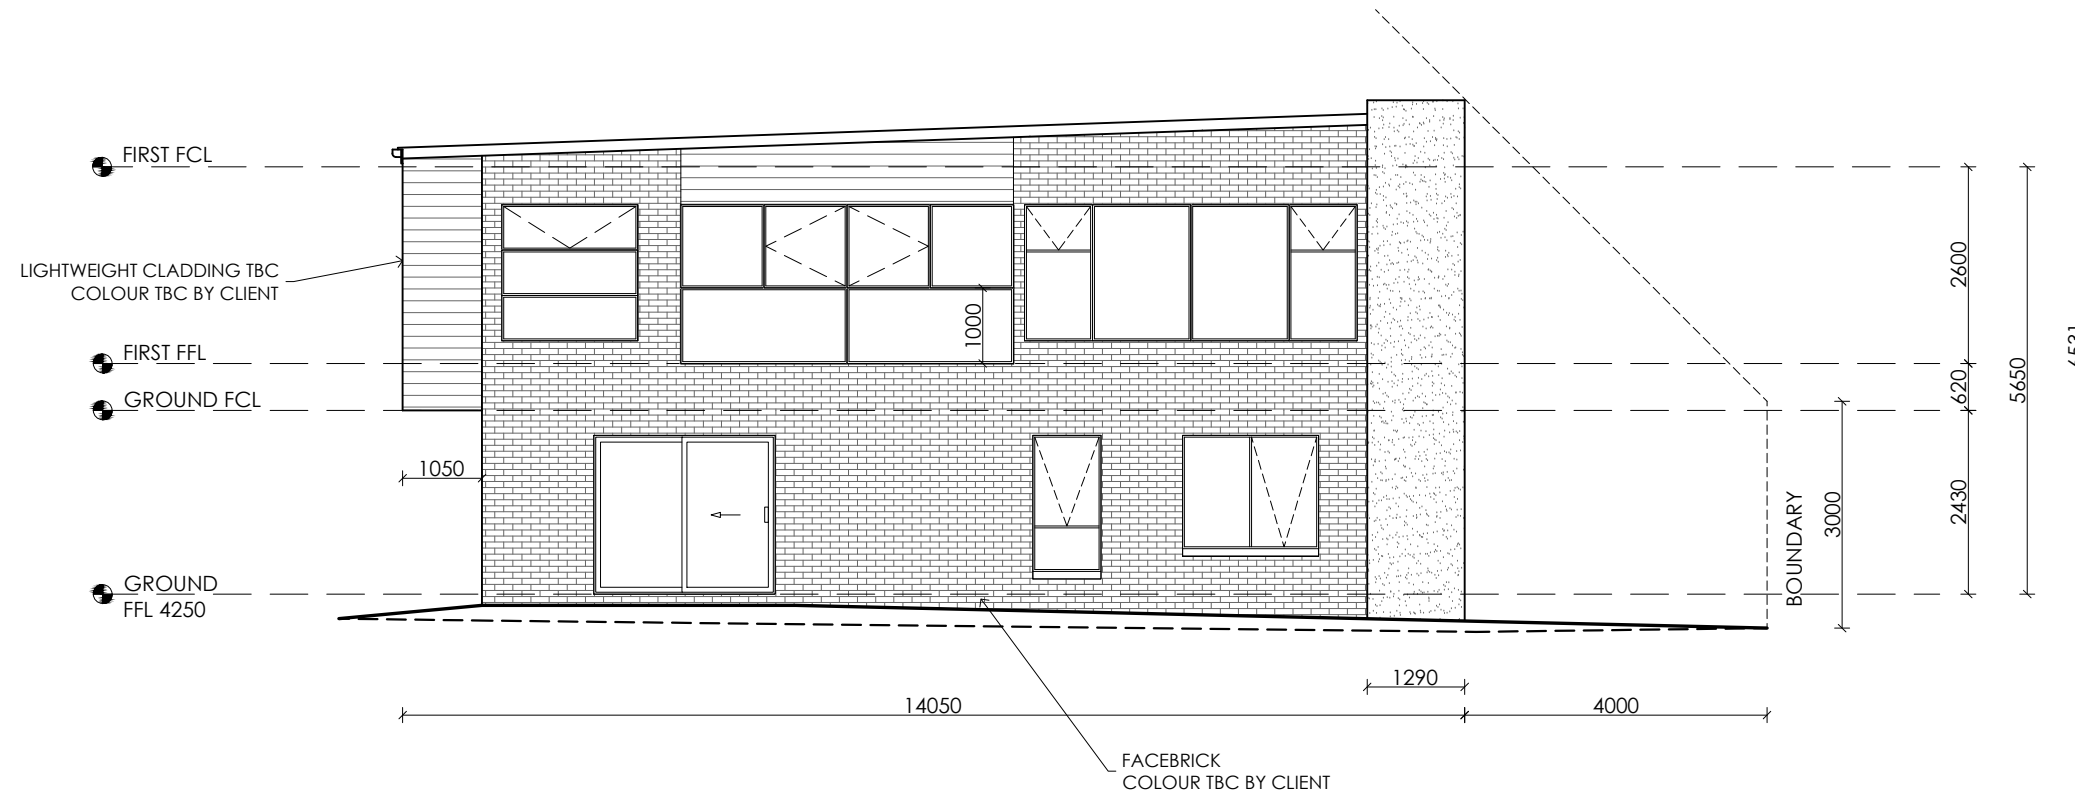 FIRST FCL
LIGHTWEIGHT CLADDING TBC
COLOUR TBC BY CLIENT
FIRST FFL
GROUND FCL
1050
GROUND
FFL 4250
1000
2600
620
5650
2430
3000
BOUNDARY
1290
14050
4000
FACEBRICK
COLOUR TBC BY CLIENT